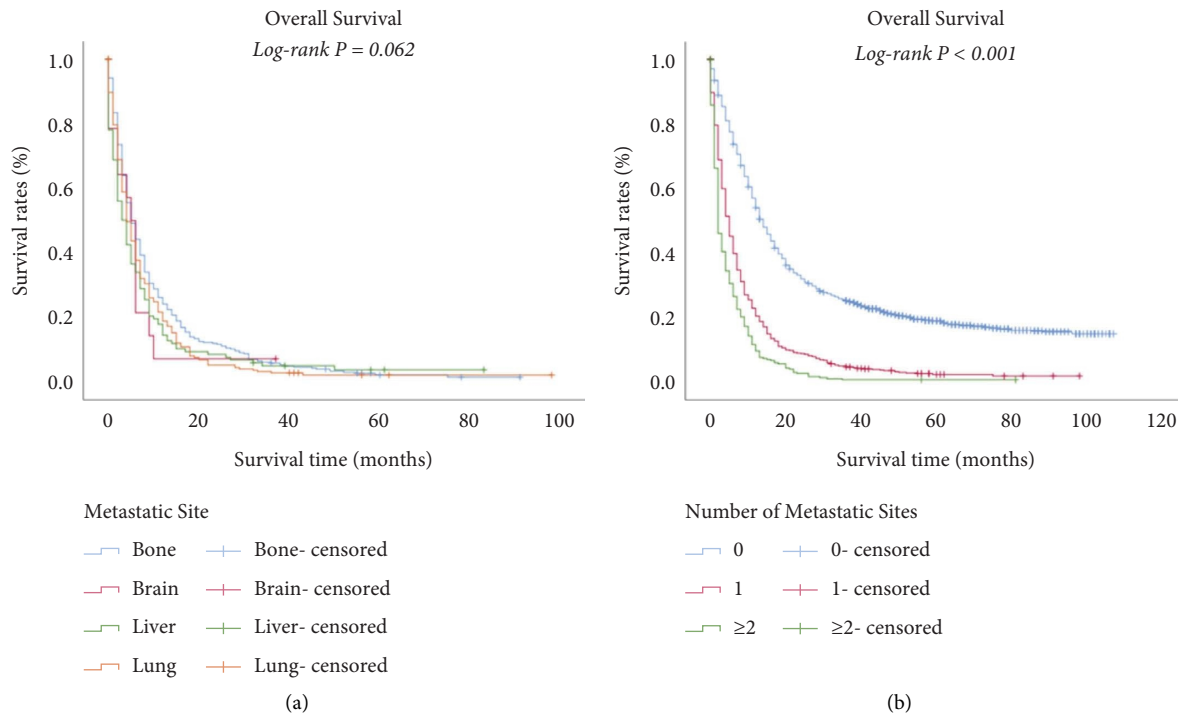 Overall Survival
Log-rank P = 0.062
Survival rates (%)
1.0
0.8
0.6
0.4
0.2
0.0
0 20 40 60 80 100
Survival time (months)
Metastatic Site
Bone Bone- censored
Brain Brain- censored
Liver Liver- censored
Lung Lung- censored
(a)
Overall Survival
Log-rank P < 0.001
Survival rates (%)
1.0
0.8
0.6
0.4
0.2
0.0
0 20 40 60 80 100 120
Survival time (months)
Number of Metastatic Sites
0 0- censored
1 1- censored
≥2 ≥2- censored
(b)